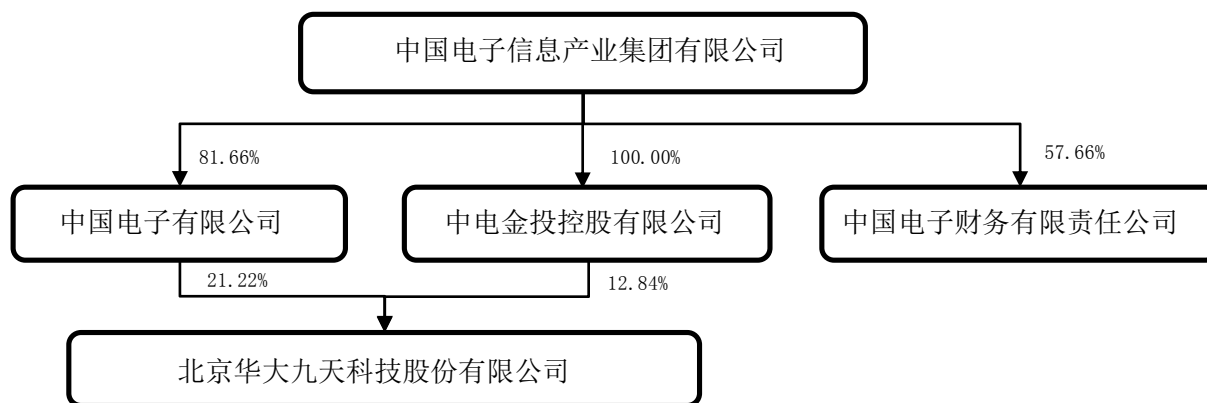 中国电子信息产业集团有限公司
81.66%
100.00%
57.66%
中国电子有限公司
中电金投控股有限公司
中国电子财务有限责任公司
21.22%
12.84%
北京华大九天科技股份有限公司